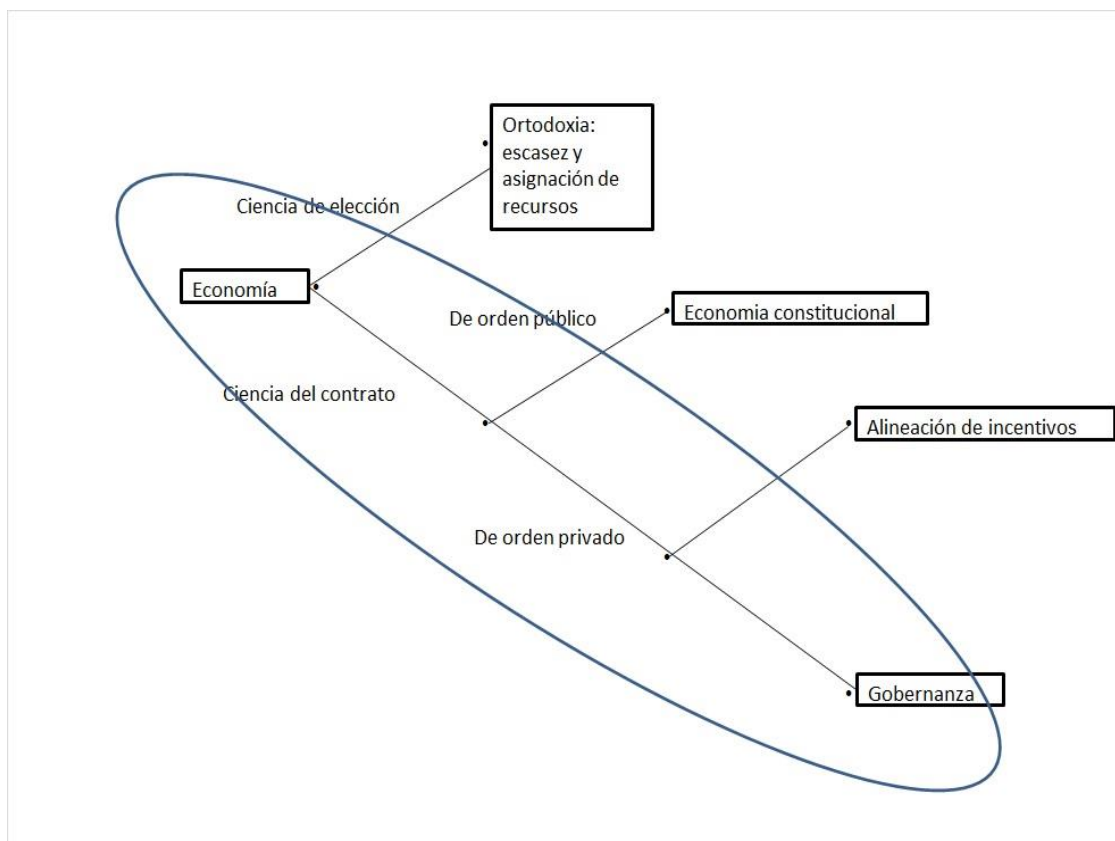 Ortodoxia:
escasez y
asignación de
recursos
Ciencia de elección
Economía
De orden público
Economia constitucional
Ciencia del contrato
Alineación de incentivos
De orden privado
Gobernanza